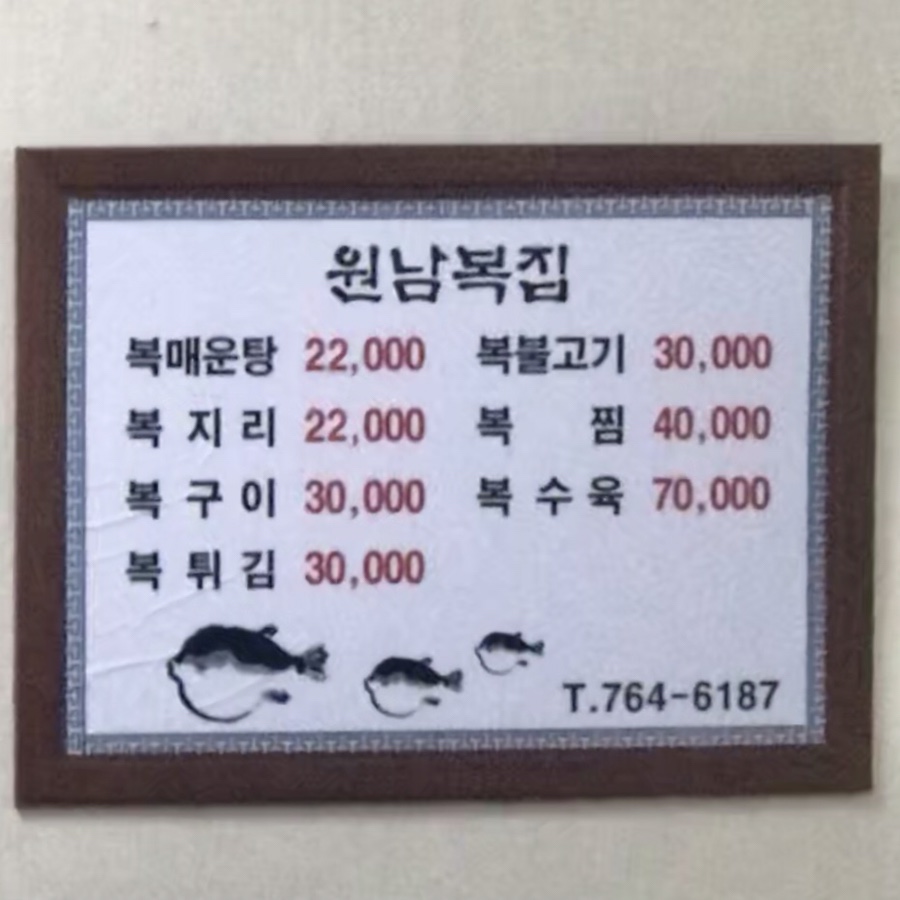 원남복집
복매운탕 22,000 복불고기 30,000
복 지 리 22,000 복 찜 40,000
복 구 이 30,000 복 수 육 70,000
복 튀 김 30,000
T.764-6187